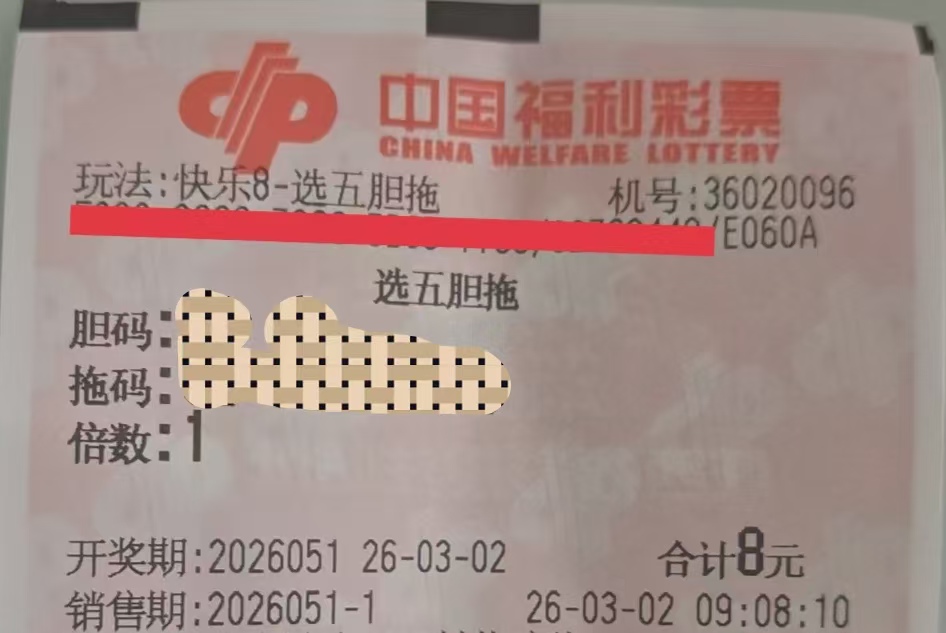 中国福利彩票
CHINA WELFARE LOTTERY
玩法:快乐8-选五胆拖 机号:36020096
/E060A
选五胆拖
胆码:
拖码:
倍数:1
开奖期:2026051 26-03-02 合计8元
销售期:2026051-1 26-03-02 09:08:10